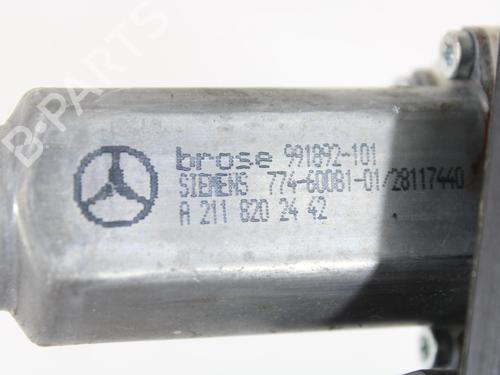 B-PARTS
brose 991892-101
SIEMENS 774-60081-01/28117440
A 211 820 24 42